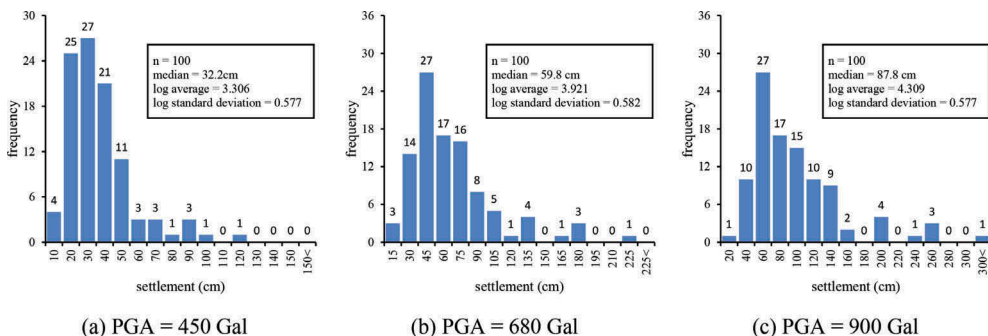 30
24
18
12
6
0
frequency
4 25 27 21 11 3 3 1 3 1 0 1 0 0 0 0
n = 100
median = 32.2cm
log average = 3.306
log standard deviation = 0.577
10 20 30 40 50 60 70 80 90 100 110 120 130 140 150 150<
settlement (cm)
(a) PGA = 450 Gal
36
30
24
18
12
6
0
frequency
3 14 27 17 16 8 5 1 4 0 1 3 0 0 1 0
n = 100
median = 59.8 cm
log average = 3.921
log standard deviation = 0.582
15 30 45 60 75 90 105 120 135 150 165 180 195 210 225 225<
settlement (cm)
(b) PGA = 680 Gal
36
30
24
18
12
6
0
frequency
1 10 27 17 15 10 9 2 0 4 0 1 3 0 0 1
n = 100
median = 87.8 cm
log average = 4.309
log standard deviation = 0.577
20 40 60 80 100 120 140 160 180 200 220 240 260 280 300 300<
settlement (cm)
(c) PGA = 900 Gal